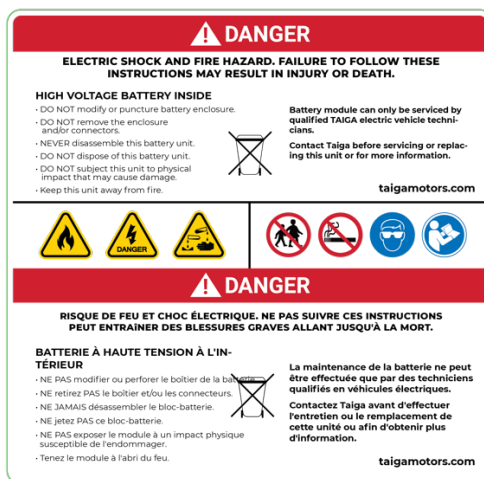 DANGER
ELECTRIC SHOCK AND FIRE HAZARD. FAILURE TO FOLLOW THESE
INSTRUCTIONS MAY RESULT IN INJURY OR DEATH.
HIGH VOLTAGE BATTERY INSIDE
• DO NOT modify or puncture battery enclosure.
• DO NOT remove the enclosure
and/or connectors.
• NEVER disassemble this battery unit.
• DO NOT dispose of this battery unit.
• DO NOT subject this unit to physical
impact that may cause damage.
• Keep this unit away from fire.
Battery module can only be serviced by
qualified TAIGA electric vehicle techni-
cians.
Contact Taiga before servicing or replac-
ing this unit or for more information.
taigamotors.com
DANGER
DANGER
RISQUE DE FEU ET CHOC ÉLECTRIQUE. NE PAS SUIVRE CES INSTRUCTIONS
PEUT ENTRAîNER DES BLESSURES GRAVES ALLANT JUSQU'À LA MORT.
BATTERIE À HAUTE TENSION À L'IN-
TÉRIEUR
• NE PAS modifier ou perforer le boîtier de la batterie.
• NE retirez PAS le boîtier et/ou les connecteurs.
• NE JAMAIS désassembler le bloc-batterie.
• NE jetez PAS ce bloc-batterie.
• NE PAS exposer le module à un impact physique
susceptible de l'endommager.
• Tenez le module à l'abri du feu.
La maintenance de la batterie ne peut
être effectuée que par des techniciens
qualifiés en véhicules électriques.
Contactez Taiga avant d'effectuer
l'entretien ou le remplacement de
cette unité ou afin d'obtenir plus
d'information.
taigamotors.com